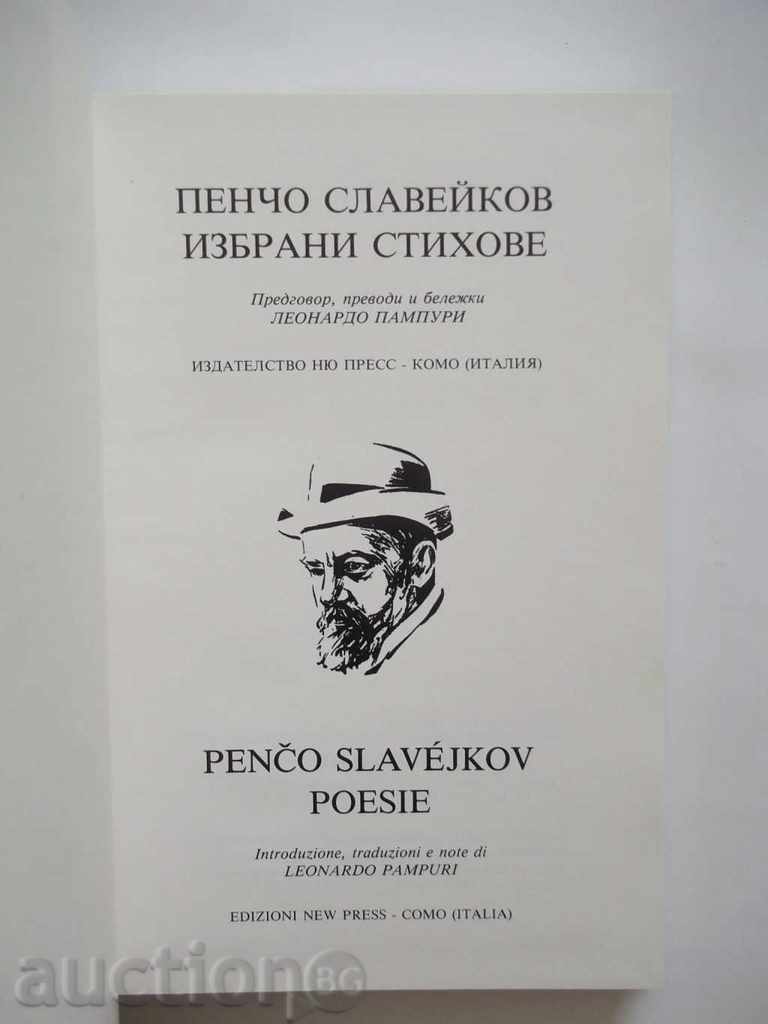 ПЕНЧО СЛАВЕЙКОВ
ИЗБРАНИ СТИХОВЕ
Предговор, преводи и бележки
ЛЕОНАРДО ПАМПУРИ
ИЗДАТЕЛСТВО НЮ ПРЕСС - КОМО (ИТАЛИЯ)
PENČO SLAVÉJKOV
POESIE
Introduzione, traduzioni e note di
LEONARDO PAMPURI
EDIZIONI NEW PRESS - COMO (ITALIA)
auction BG